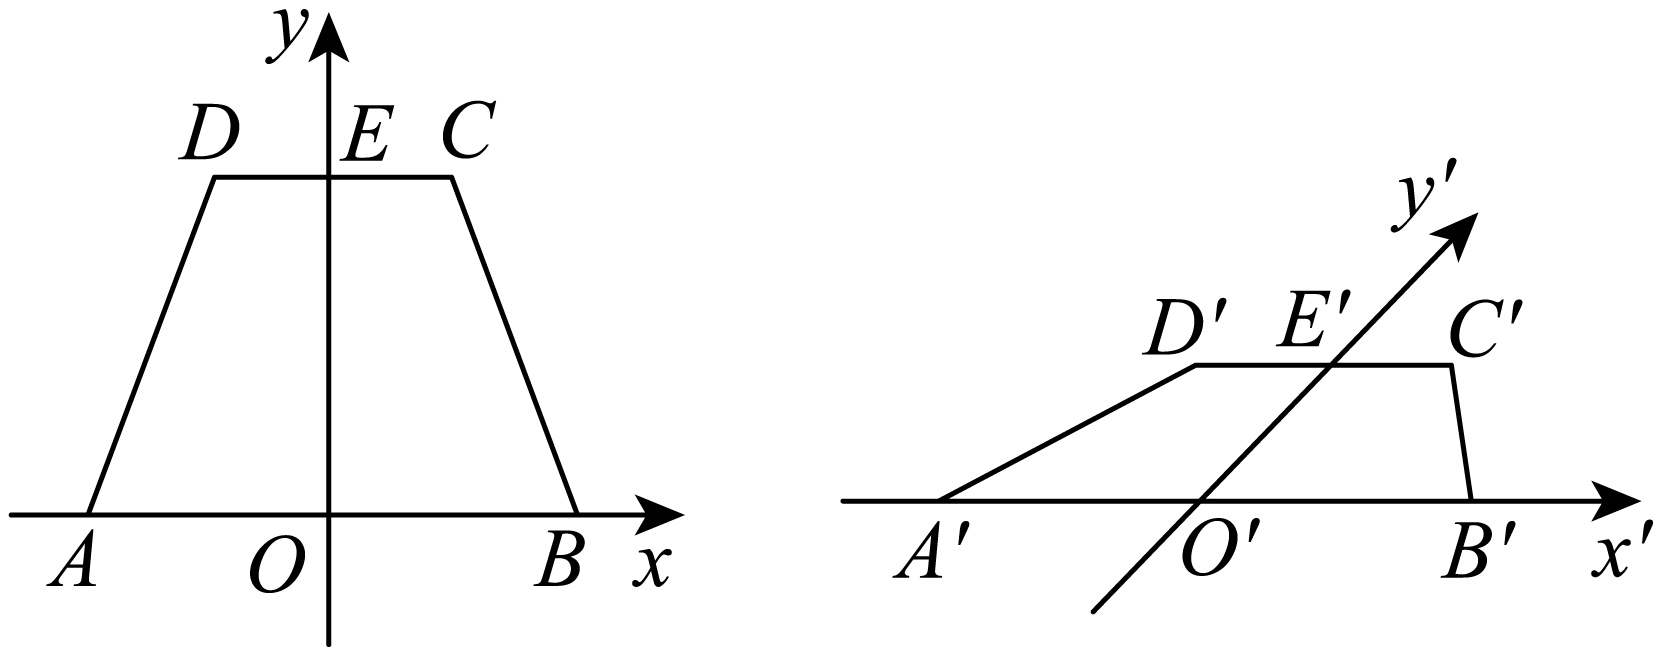 y
D E C
A O B x
y′
D′ E′ C′
A′ O′ B′ x′